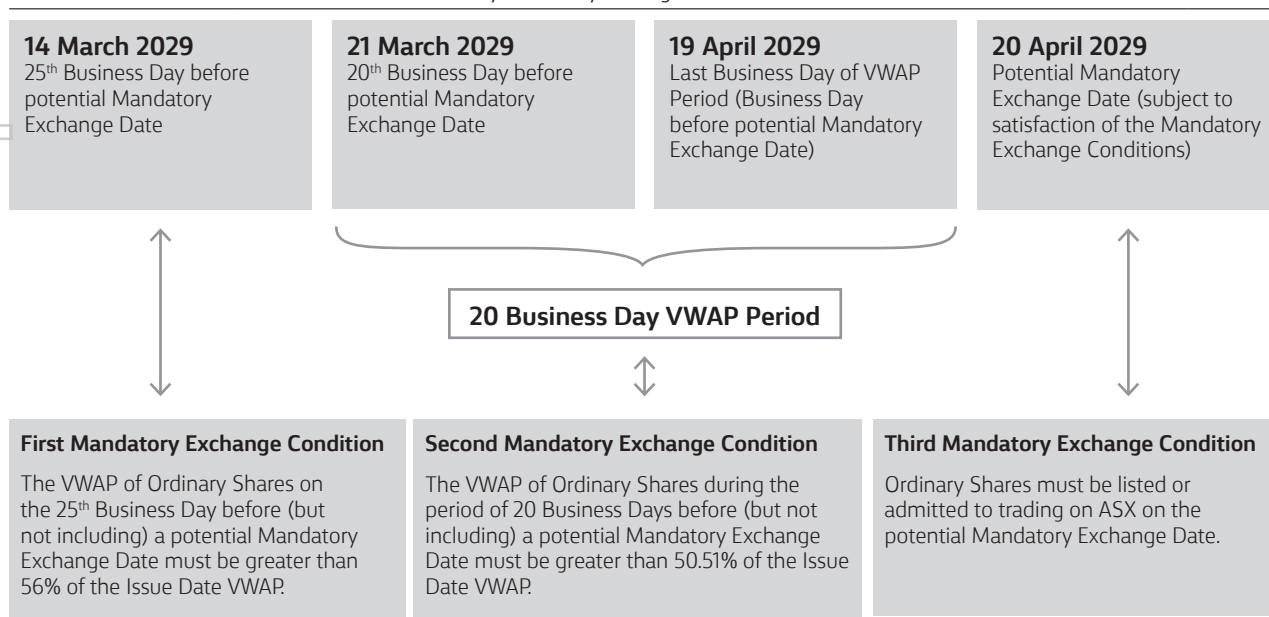 14 March 2029
25th Business Day before
potential Mandatory
Exchange Date
21 March 2029
20th Business Day before
potential Mandatory
Exchange Date
19 April 2029
Last Business Day of VWAP
Period (Business Day
before potential Mandatory
Exchange Date)
20 April 2029
Potential Mandatory
Exchange Date (subject to
satisfaction of the Mandatory
Exchange Conditions)
20 Business Day VWAP Period
First Mandatory Exchange Condition
The VWAP of Ordinary Shares on
the 25th Business Day before (but
not including) a potential Mandatory
Exchange Date must be greater than
56% of the Issue Date VWAP.
Second Mandatory Exchange Condition
The VWAP of Ordinary Shares during the
period of 20 Business Days before (but not
including) a potential Mandatory Exchange
Date must be greater than 50.51% of the Issue
Date VWAP.
Third Mandatory Exchange Condition
Ordinary Shares must be listed or
admitted to trading on ASX on the
potential Mandatory Exchange Date.